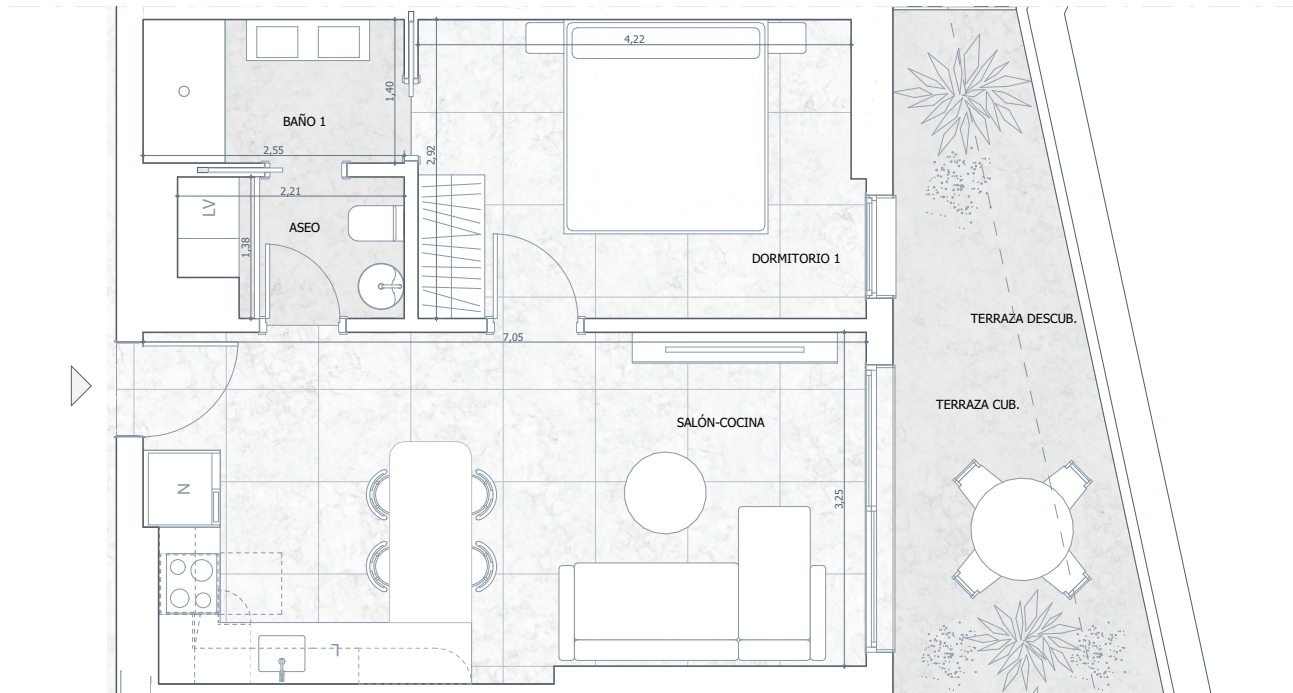 4,22
1,40
BAÑO 1
2,55
2,92
2,21
LV
ASEO
1,38
DORMITORIO 1
TERRAZA DESCUB.
7,05
TERRAZA CUB.
SALÓN-COCINA
N
3,25
L